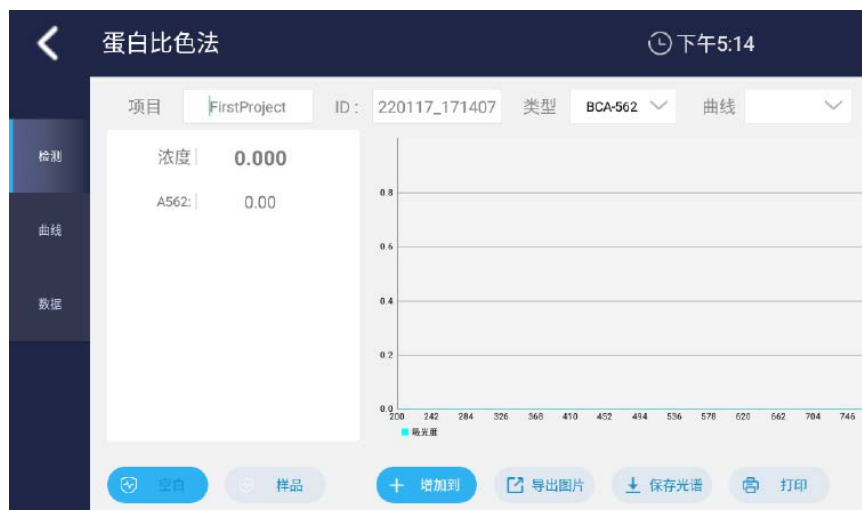 蛋白比色法
下午5:14
项目 FirstProject ID: 220117_171407 类型 BCA-562 曲线
检测
曲线
数据
浓度 0.000
A562: 0.00
0.8
0.6
0.4
0.2
0.0
200 242 284 326 368 410 452 494 536 578 620 662 704 746
吸光度
空白 样品 增加到 导出图片 保存光谱 打印